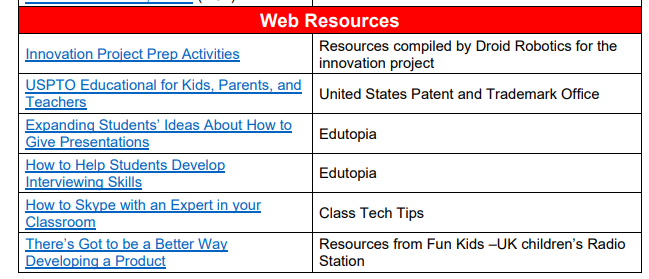 Web Resources
Innovation Project Prep Activities
Resources compiled by Droid Robotics for the
innovation project
USPTO Educational for Kids, Parents, and
Teachers
United States Patent and Trademark Office
Expanding Students’ Ideas About How to
Give Presentations
Edutopia
How to Help Students Develop
Interviewing Skills
Edutopia
How to Skype with an Expert in your
Classroom
Class Tech Tips
There’s Got to be a Better Way
Developing a Product
Resources from Fun Kids –UK children’s Radio
Station